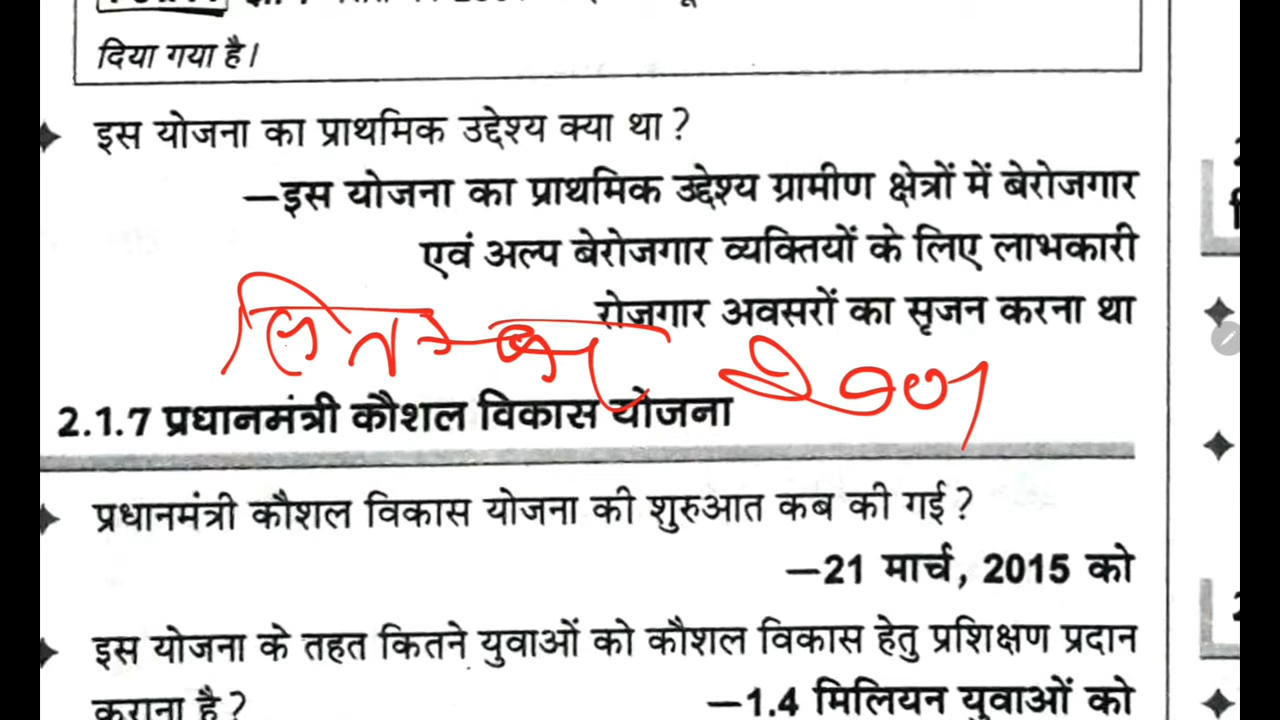 दिया गया है।
इस योजना का प्राथमिक उद्देश्य क्या था?
—इस योजना का प्राथमिक उद्देश्य ग्रामीण क्षेत्रों में बेरोजगार
एवं अल्प बेरोजगार व्यक्तियों के लिए लाभकारी
रोजगार अवसरों का सृजन करना था
2.1.7 प्रधानमंत्री कौशल विकास योजना
प्रधानमंत्री कौशल विकास योजना की शुरुआत कब की गई?
—21 मार्च, 2015 को
इस योजना के तहत कितने युवाओं को कौशल विकास हेतु प्रशिक्षण प्रदान
कराना है? —1.4 मिलियन युवाओं को